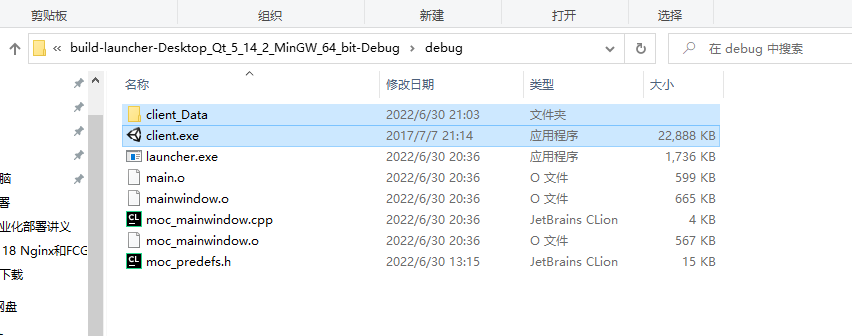 剪贴板 组织 新建 打开 选择
« build-launcher-Desktop_Qt_5_14_2_MinGW_64_bit-Debug > debug 在 debug 中搜索
名称 修改日期 类型 大小
client_Data 2022/6/30 21:03 文件夹
client.exe 2017/7/7 21:14 应用程序 22,888 KB
launcher.exe 2022/6/30 20:36 应用程序 1,736 KB
main.o 2022/6/30 20:36 O 文件 599 KB
脑
mainwindow.o 2022/6/30 20:36 O 文件 665 KB
署
CL moc_mainwindow.cpp 2022/6/30 20:36 JetBrains CLion 4 KB
业化部署讲义
moc_mainwindow.o 2022/6/30 20:36 O 文件 567 KB
18 Nginx和FCG
CL moc_predefs.h 2022/6/30 13:15 JetBrains CLion 15 KB
下载
网盘